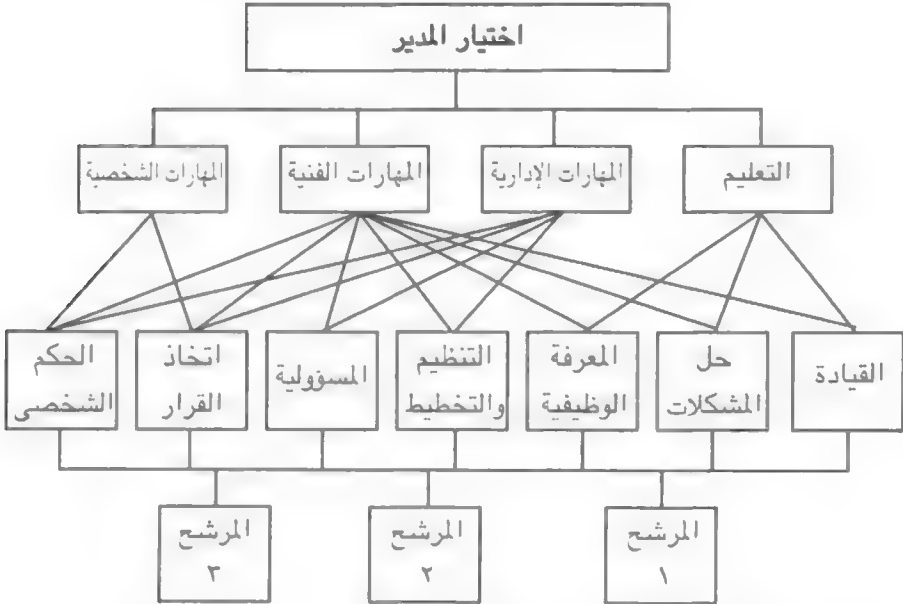 اختيار المدير
التعليم
المهارات الإدارية
المهارات الفنية
المهارات الشخصية
القيادة
حل
المشكلات
المعرفة
الوظيفية
التنظيم
والتخطيط
المسؤولية
اتخاذ
القرار
الحكم
الشخصى
المرشح
١
المرشح
٢
المرشح
٣